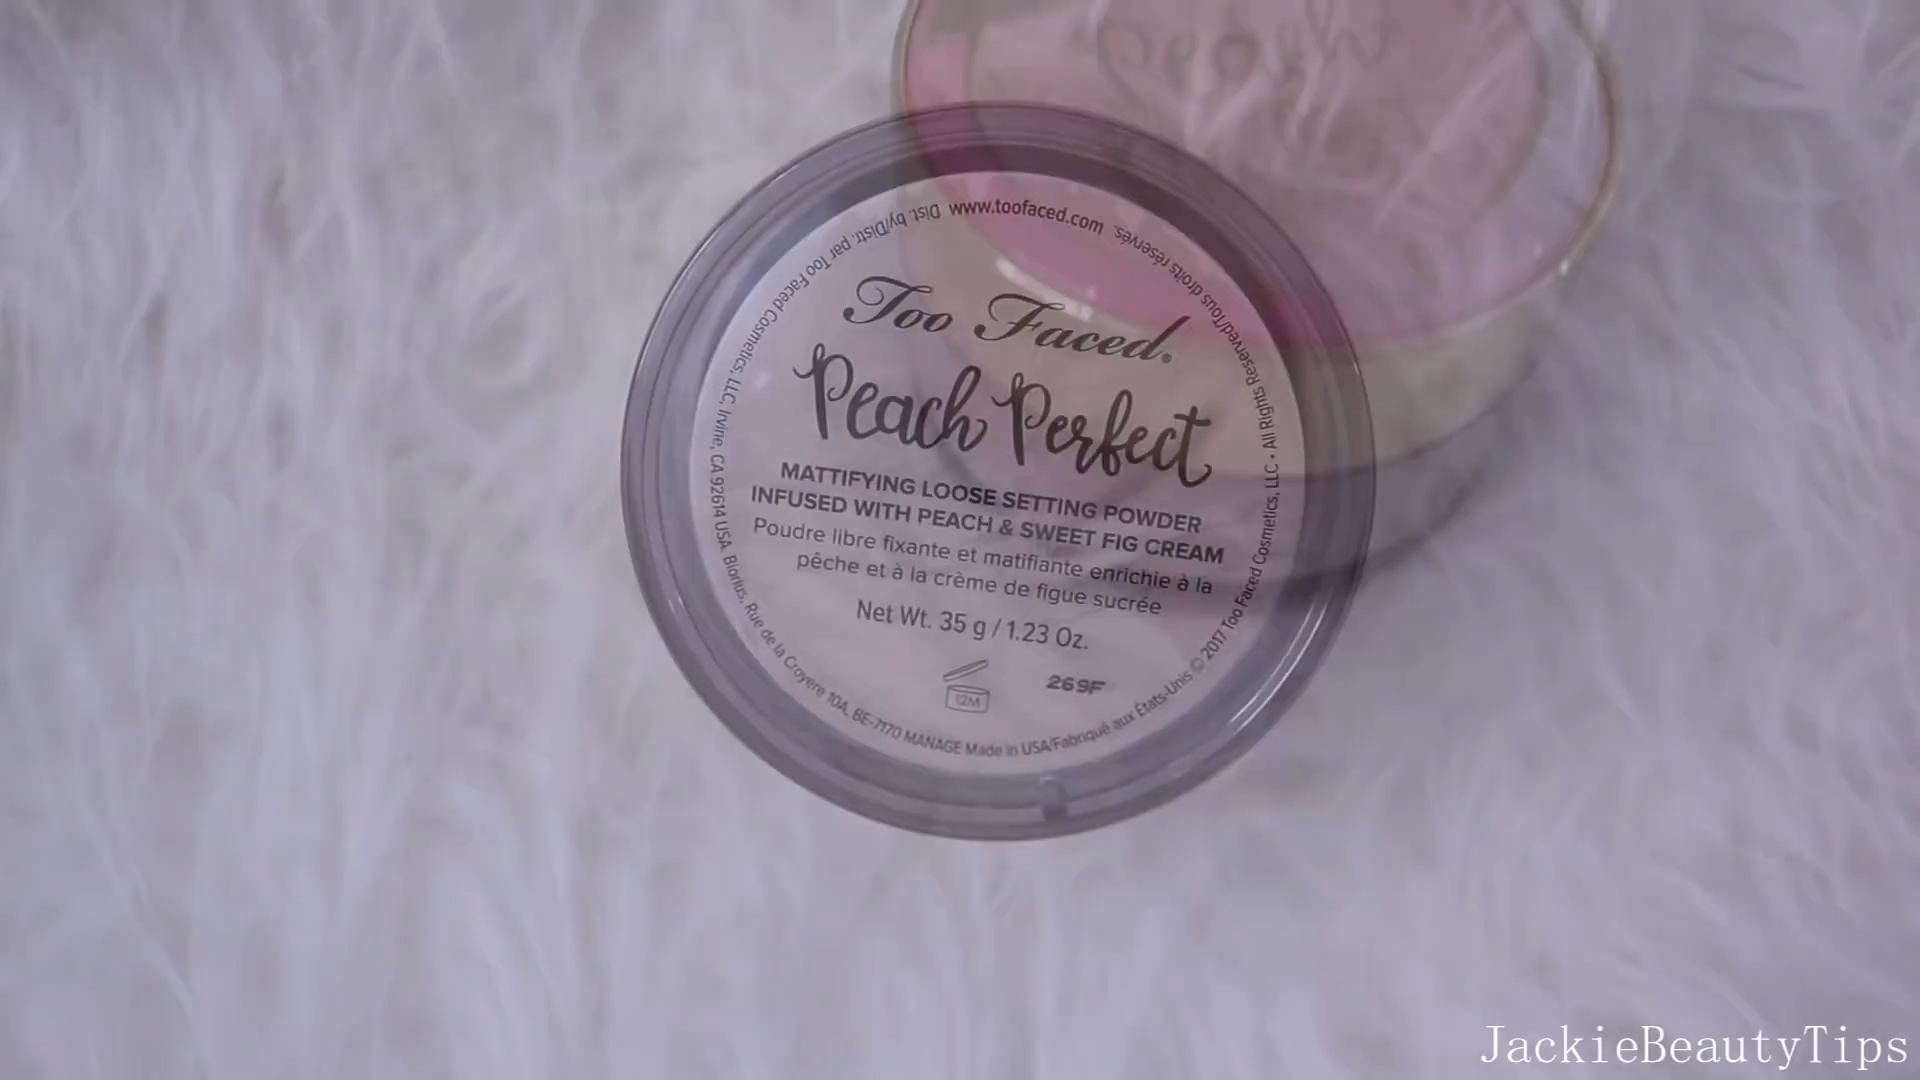 Too Faced®
Peach Perfect
MATTIFYING LOOSE SETTING POWDER
INFUSED WITH PEACH & SWEET FIG CREAM
Poudre libre fixante et matifiante enrichie à la
pêche et à la crème de figue sucrée
Net Wt. 35 g / 1.23 Oz.
12M
269F
www.toofaced.com
Dist. by/Distr. par Too Faced Cosmetics, LLC, Irvine, CA 92614 USA. Biorius, Rue de la Croyere 10A, BE-7170 MANAGE Made in USA/Fabriqué aux États-Unis © 2017 Too Faced Cosmetics, LLC • All Rights Reserved/Tous droits réservés.
JackieBeautyTips